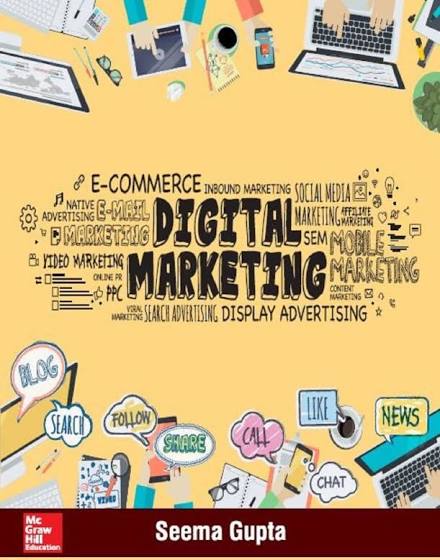 E-COMMERCE
INBOUND MARKETING
SOCIAL MEDIA
MARKETING
NATIVE
ADVERTISING
E-MAIL
MARKETING
DIGITAL
MARKETING
AFFILIATE
MARKETING
SEM
MOBILE
MARKETING
VIDEO MARKETING
ONLINE PR
PPC
CONTENT
MARKETING
VIRAL
MARKETING
SEARCH ADVERTISING
DISPLAY ADVERTISING
BLOG
SEARCH
FOLLOW
SHARE
CALL
LIKE
NEWS
CHAT
VIDEO
Mc
Graw
Hill
Education
Seema Gupta